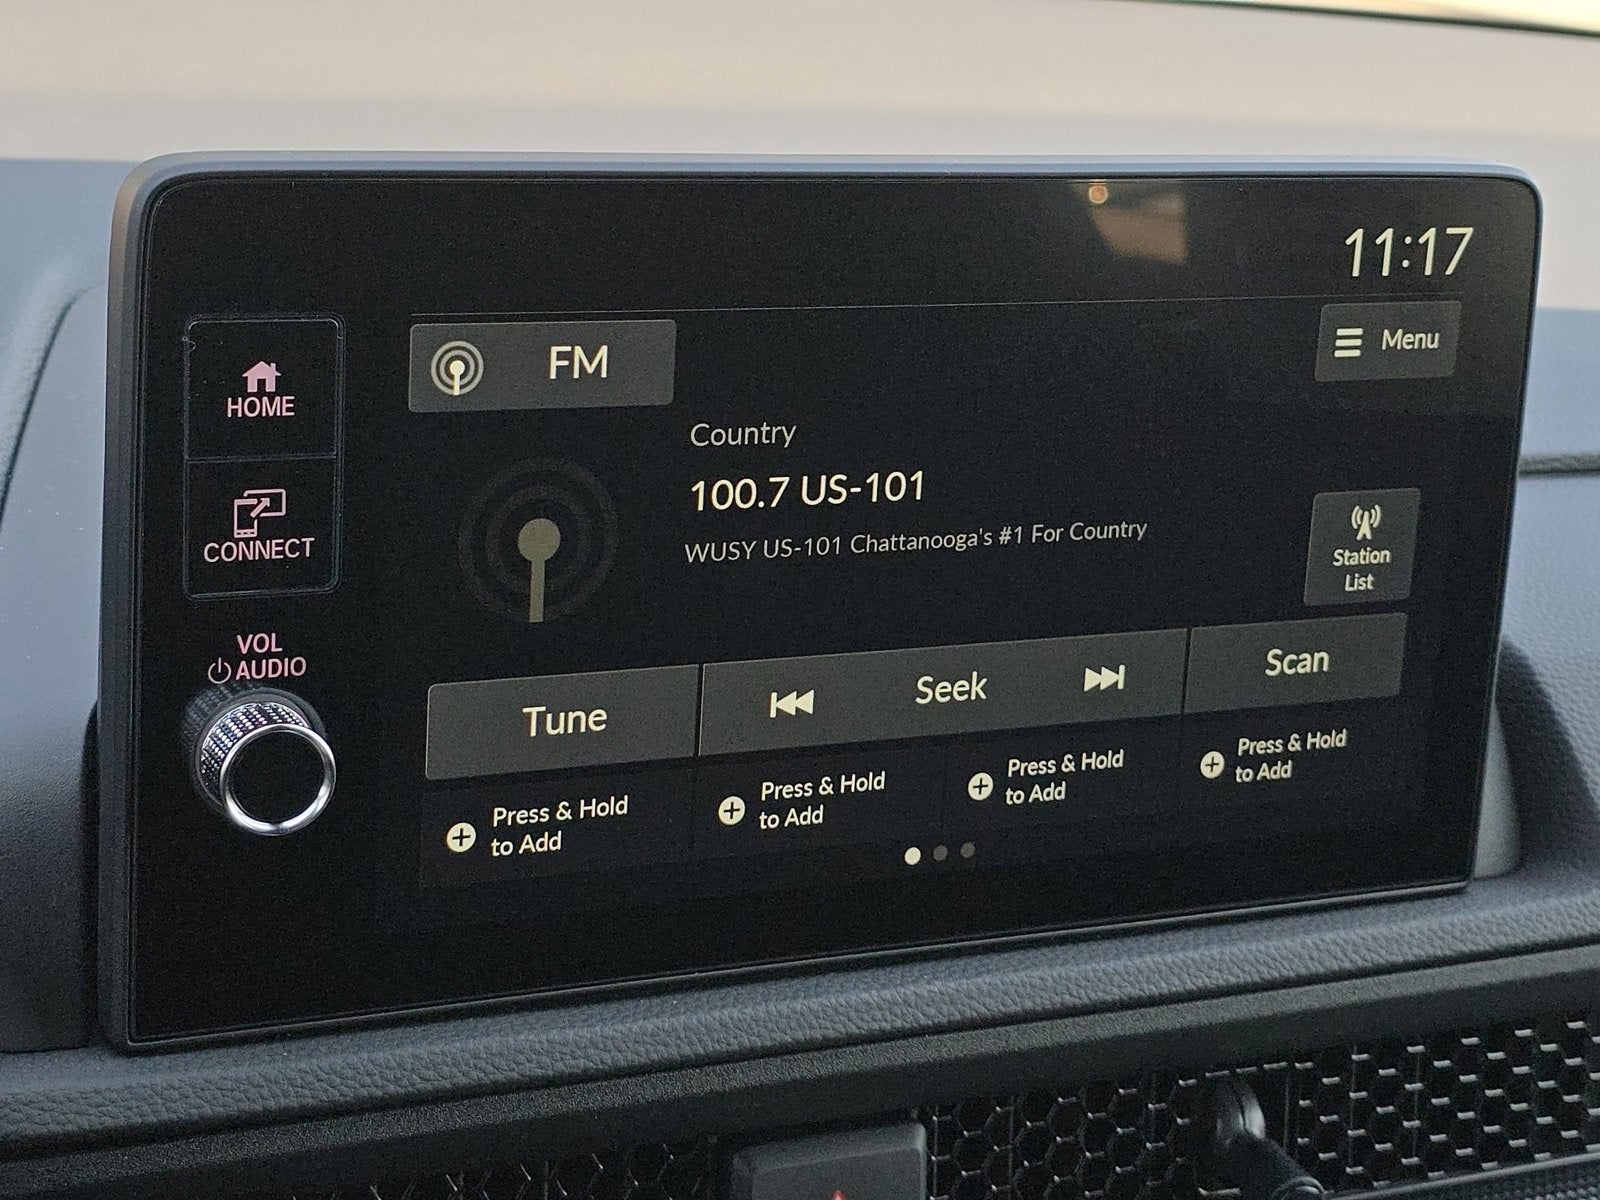 11:17
FM
Menu
HOME
Country
100.7 US-101
WUSY US-101 Chattanooga's #1 For Country
CONNECT
Station
List
VOL
AUDIO
Tune
Seek
Scan
Press & Hold
to Add
Press & Hold
to Add
Press & Hold
to Add
Press & Hold
to Add